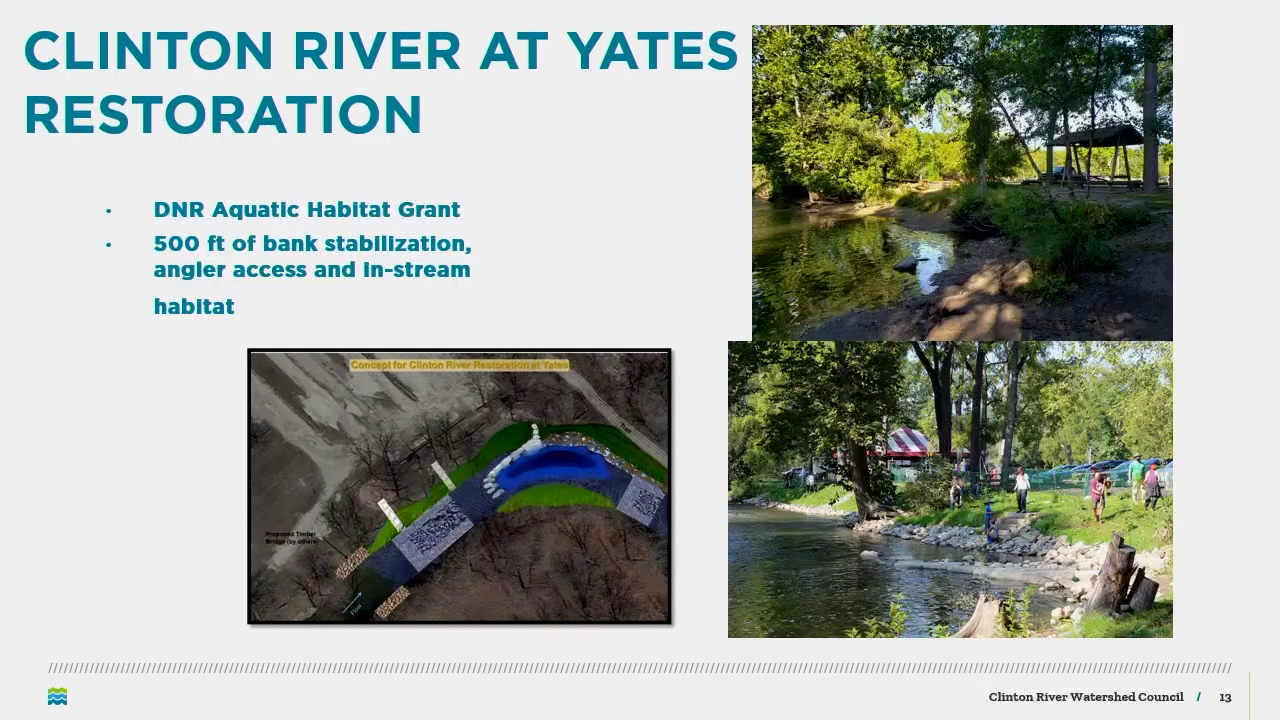 CLINTON RIVER AT YATES
RESTORATION
• DNR Aquatic Habitat Grant
• 500 ft of bank stabilization,
angler access and in-stream
habitat
Concept for Clinton River Restoration at Yates
Trail
Proposed Timber
Bridge (by others)
Flow
Clinton River Watershed Council / 13